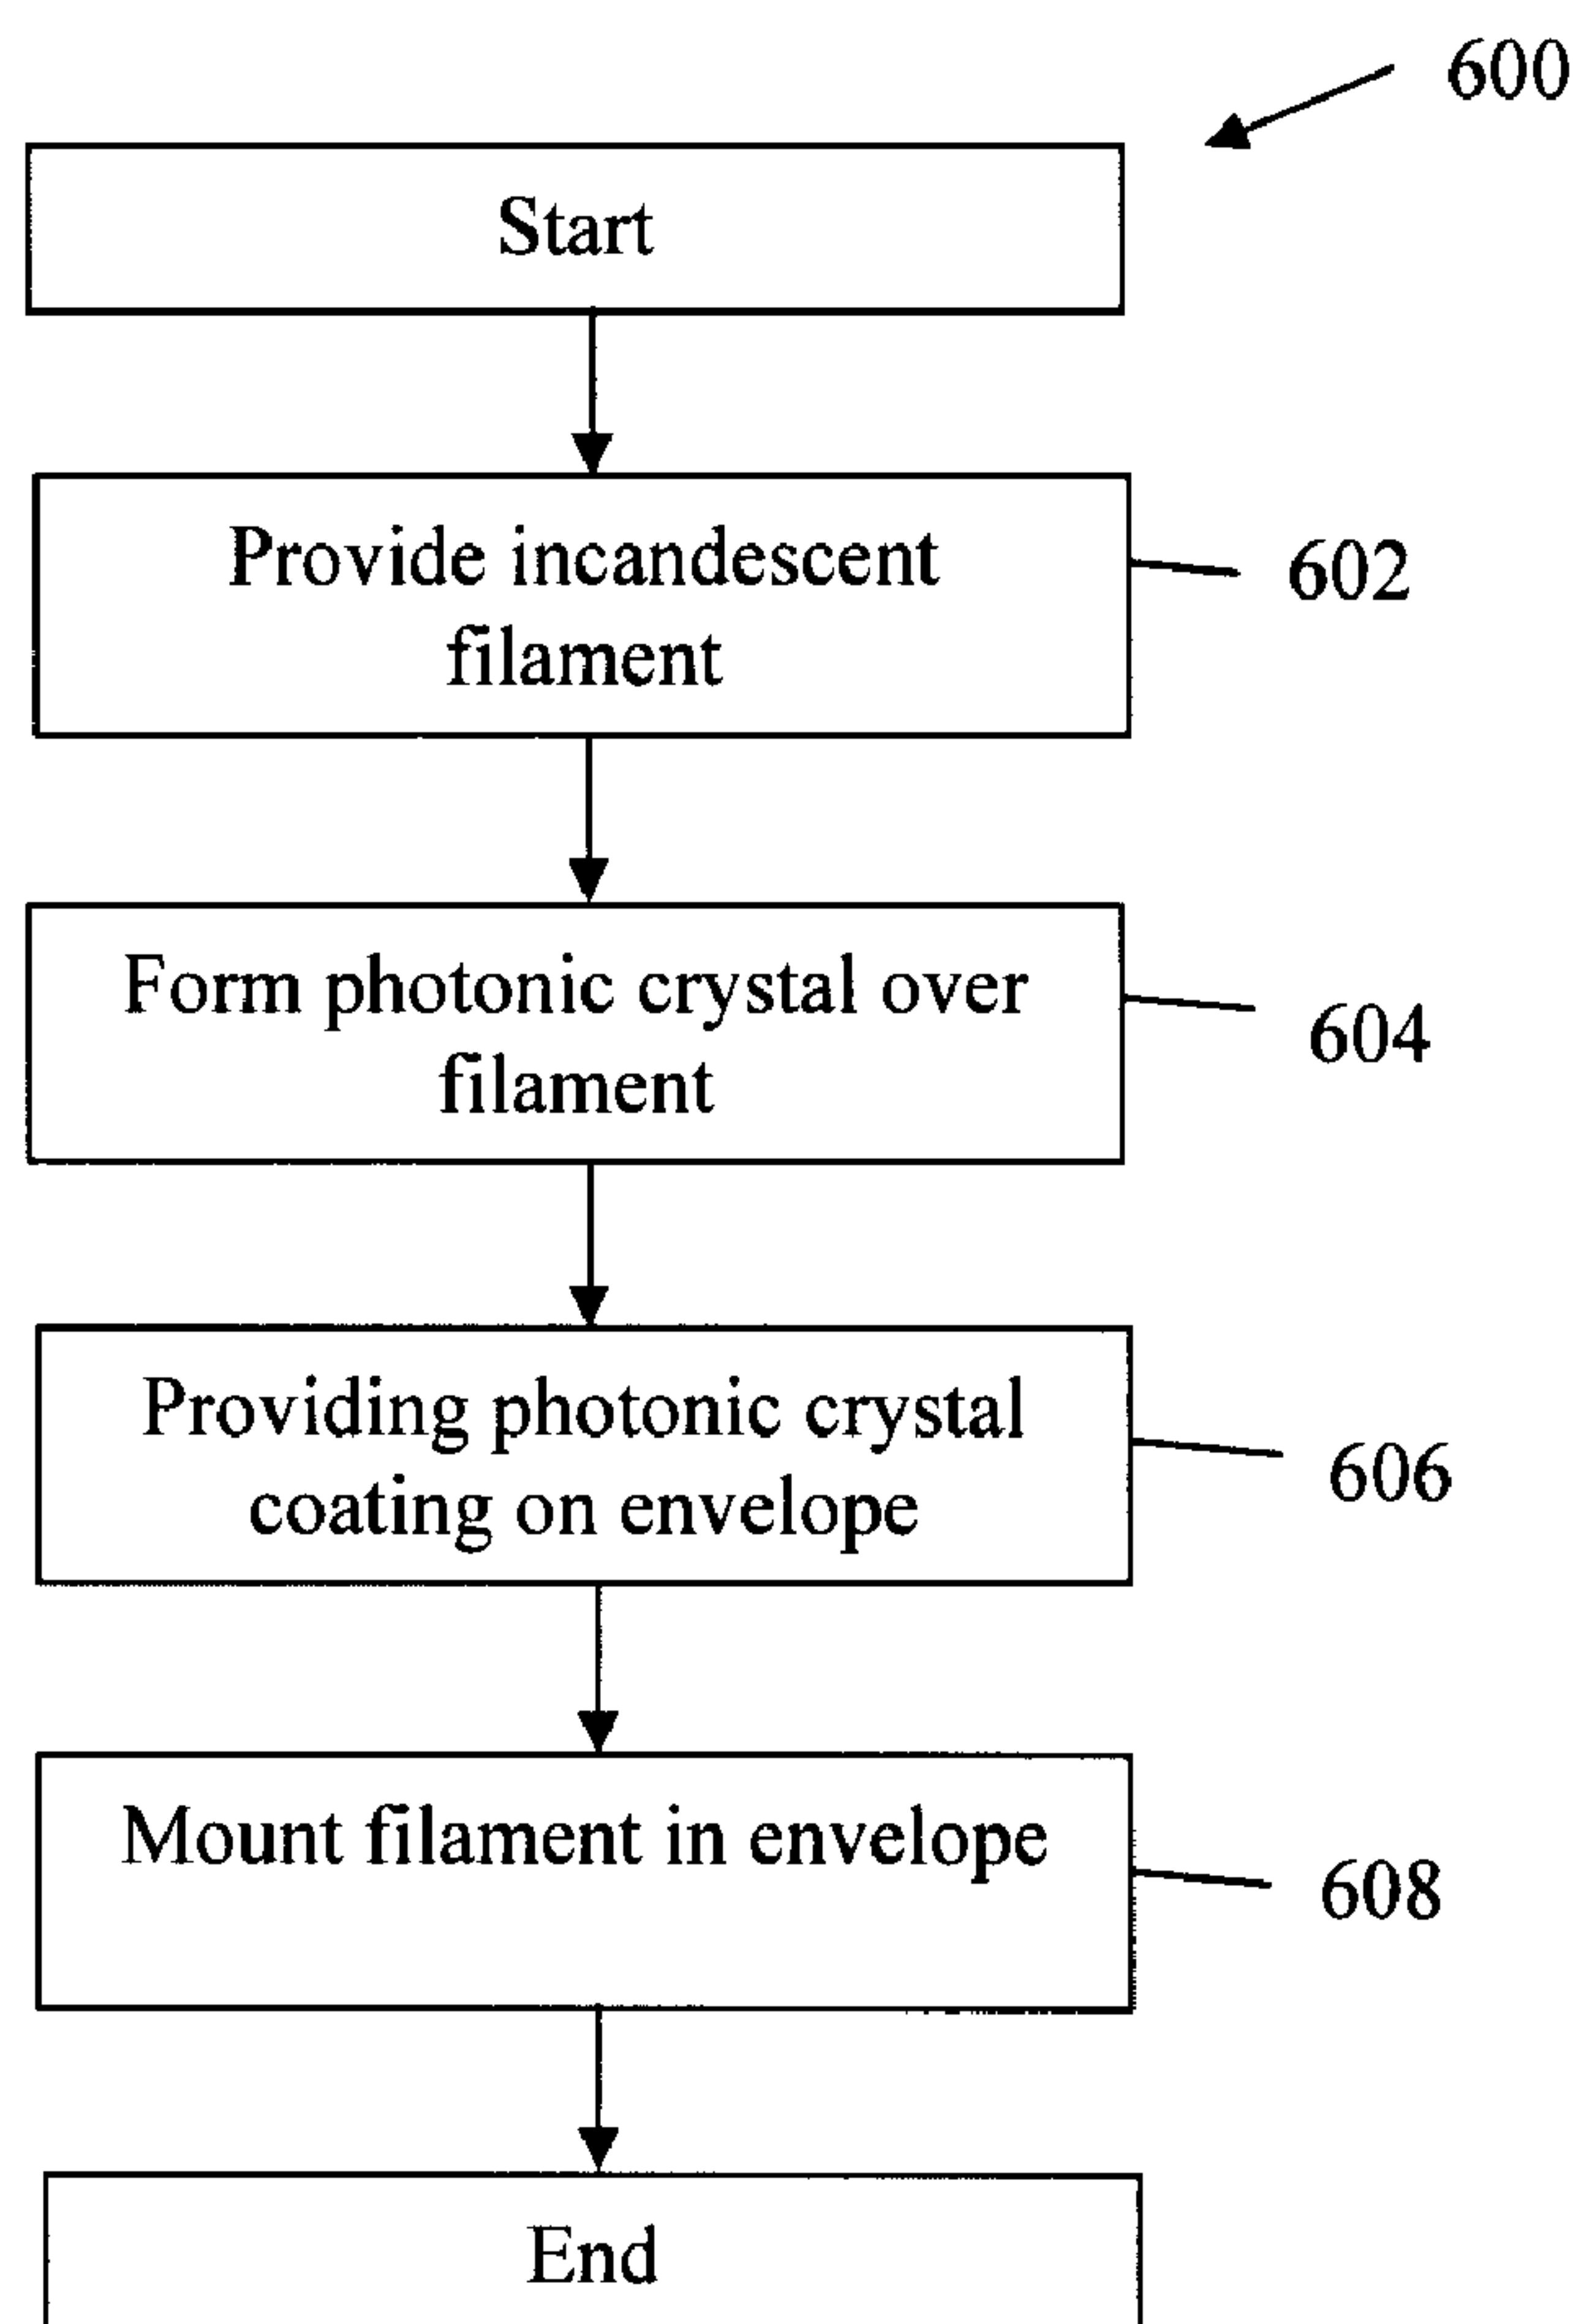 600
Start
Provide incandescent
filament
602
Form photonic crystal over
filament
604
Providing photonic crystal
coating on envelope
606
Mount filament in envelope
608
End